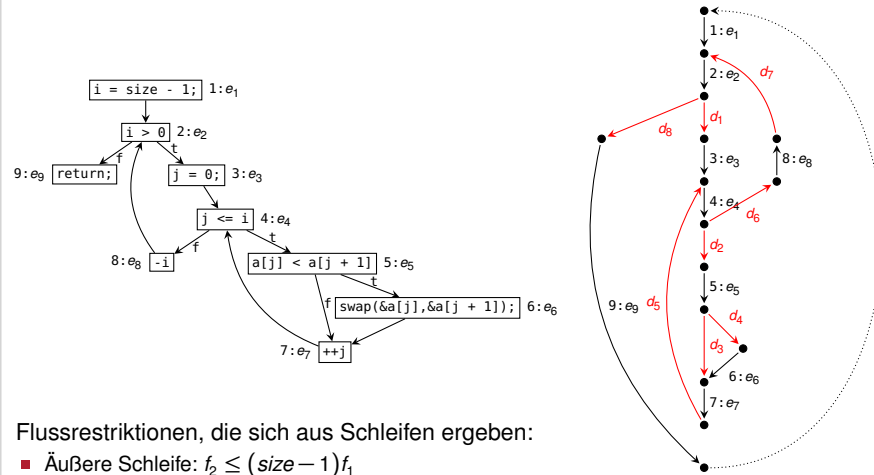 i = size - 1; 1:e₁
i > 0 2:e₂
f t
9:e₉ return; j = 0; 3:e₃
j <= i 4:e₄
f t
8:e₈ -i a[j] < a[j + 1] 5:e₅
f t
swap(&a[j],&a[j + 1]); 6:e₆
7:e₇ ++j
1:e₁
2:e₂
d₇
d₈ d₁
3:e₃ 8:e₈
4:e₄
d₆
d₂
5:e₅
9:e₉ d₅
d₄
d₃
6:e₆
7:e₇
Flussrestriktionen, die sich aus Schleifen ergeben:
Äußere Schleife: f₂ ≤ (size − 1)f₁